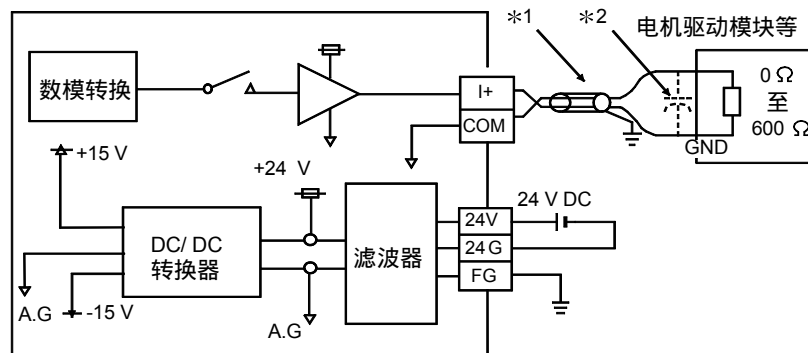 *1
*2
电机驱动模块等
数模转换
I+
COM
0 Ω
至
600 Ω
GND
+15 V
+24 V
24 V DC
DC/ DC
转换器
滤波器
24V
24 G
FG
A.G
-15 V
A.G